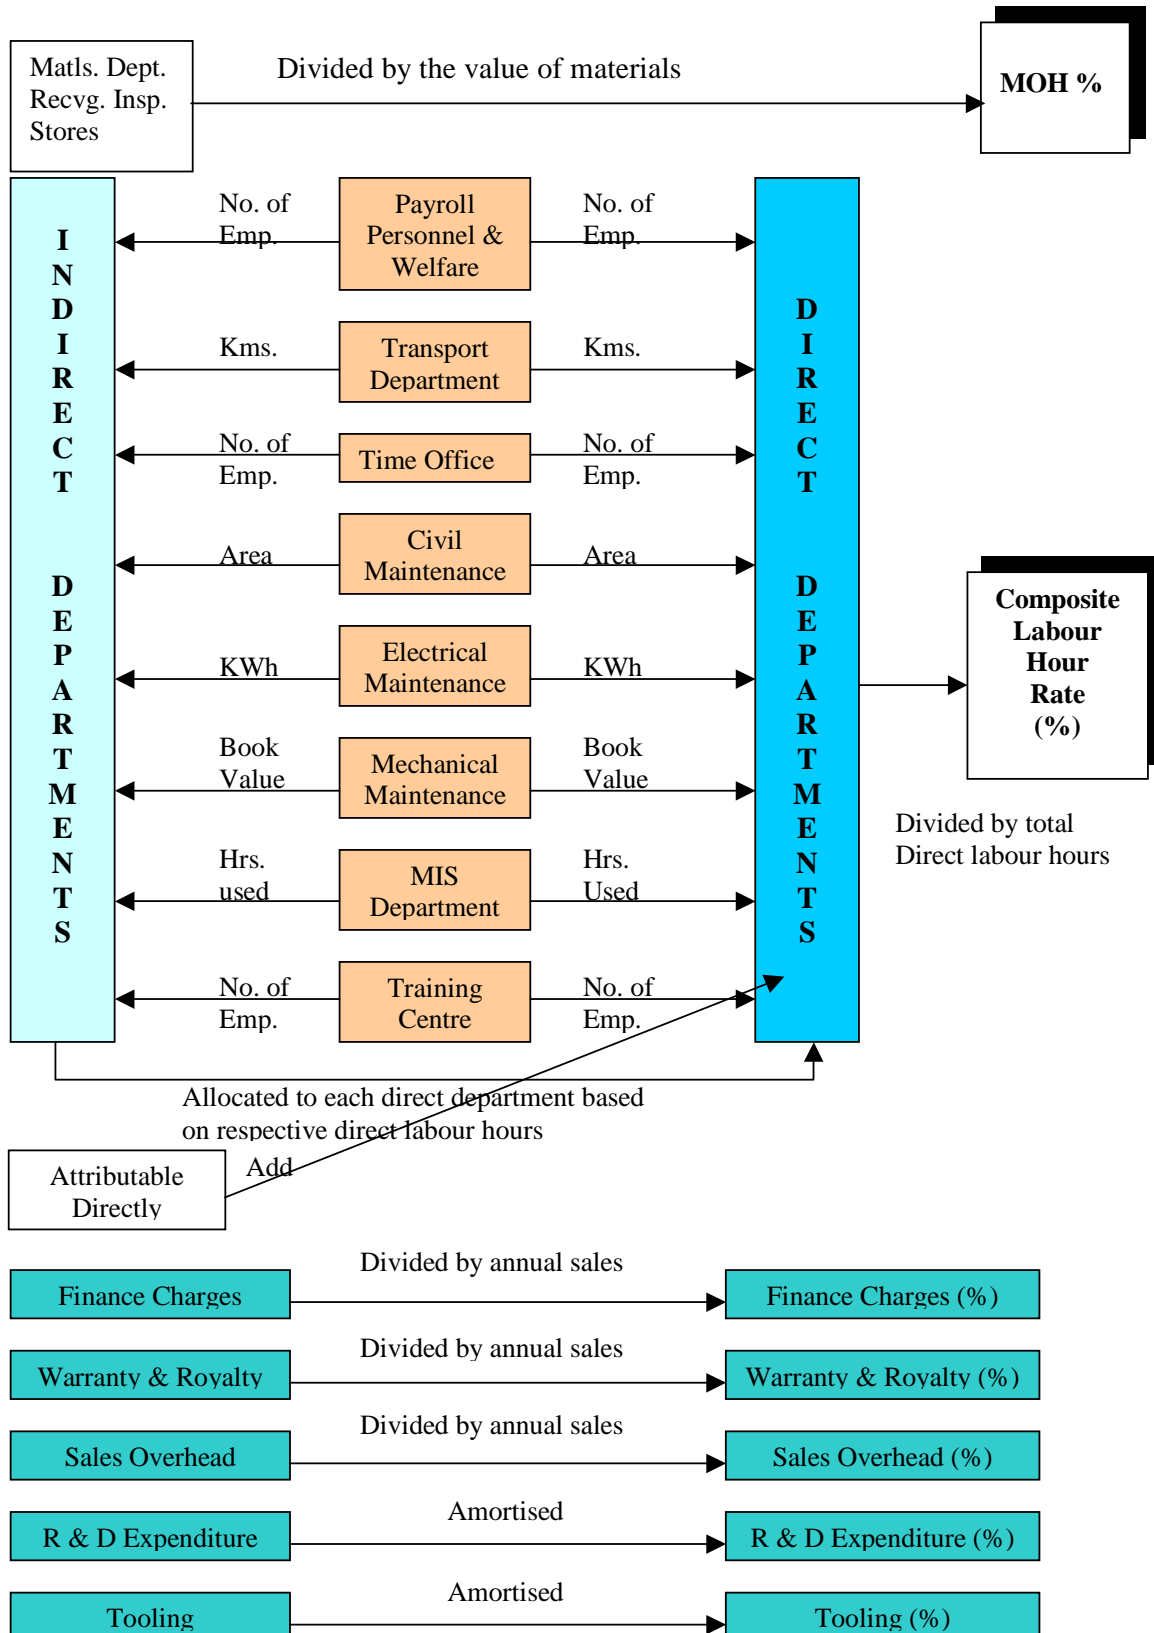 Matls. Dept.
Recvg. Insp.
Stores
Divided by the value of materials
MOH %
INDIRECT DEPARTMENTS
No. of
Emp.
Payroll
Personnel &
Welfare
No. of
Emp.
DIRECT DEPARTMENTS
Kms.
Transport
Department
Kms.
No. of
Emp.
Time Office
No. of
Emp.
Area
Civil
Maintenance
Area
KWh
Electrical
Maintenance
KWh
Book
Value
Mechanical
Maintenance
Book
Value
Hrs.
used
MIS
Department
Hrs.
Used
No. of
Emp.
Training
Centre
No. of
Emp.
Composite
Labour
Hour
Rate
(%)
Divided by total
Direct labour hours
Allocated to each direct department based
on respective direct labour hours
Attributable
Directly
Add
Finance Charges
Divided by annual sales
Finance Charges (%)
Warranty & Royalty
Divided by annual sales
Warranty & Royalty (%)
Sales Overhead
Divided by annual sales
Sales Overhead (%)
R & D Expenditure
Amortised
R & D Expenditure (%)
Tooling
Amortised
Tooling (%)